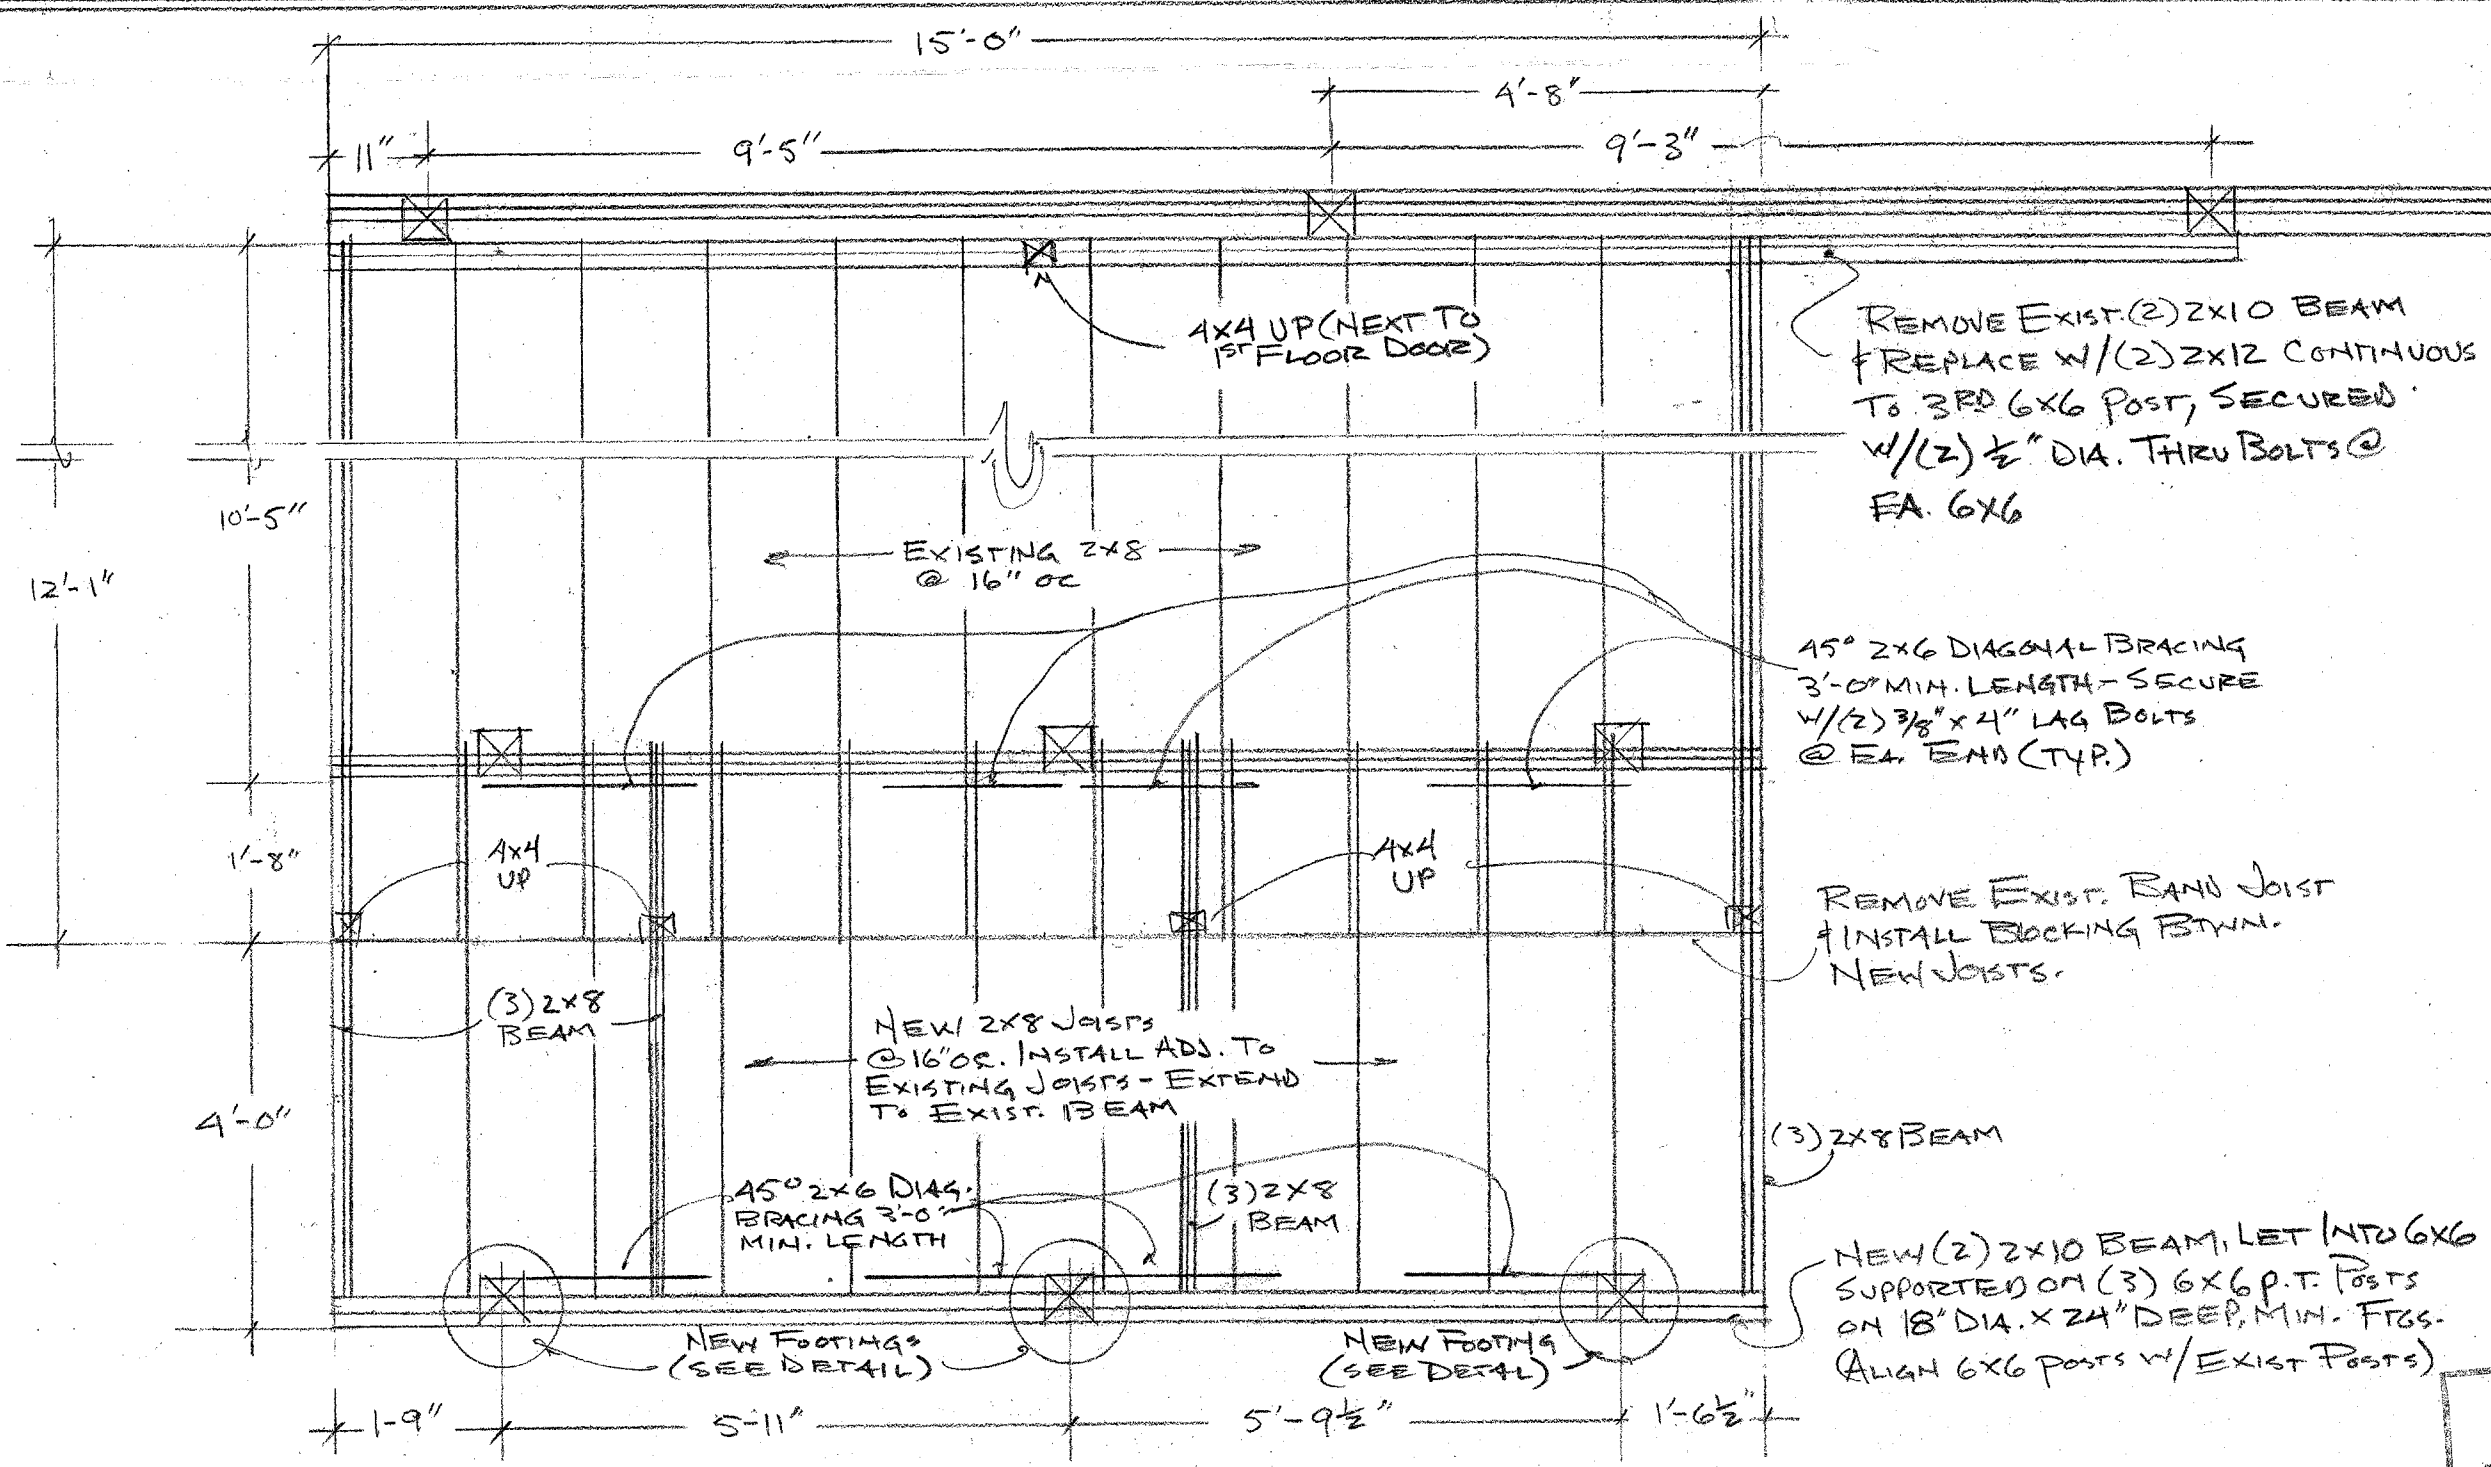 15'-0"
4'-8"
11"
9'-5"
9'-3"
4X4 UP (NEXT TO
1ST FLOOR DOOR)
REMOVE EXIST. (2) 2X10 BEAM
& REPLACE W/(2) 2X12 CONTINUOUS
TO 3RD 6X6 POST, SECURED
W/(2) ½" DIA. THRU BOLTS @
EA. 6X6
10'-5"
12'-1"
EXISTING 2X8
@ 16" OC
45° 2X6 DIAGONAL BRACING
3'-0" MIN. LENGTH - SECURE
W/(2) 3/8" X 4" LAG BOLTS
@ EA. END (TYP.)
1'-8"
4X4
UP
4X4
UP
REMOVE EXIST. BAND JOIST
& INSTALL BLOCKING BTWN.
NEW JOISTS.
(3) 2X8
BEAM
NEW 2X8 JOISTS
@ 16" OC. INSTALL ADJ. TO
EXISTING JOISTS - EXTEND
TO EXIST. BEAM
4'-0"
(3) 2X8 BEAM
45° 2X6 DIAG.
BRACING 3'-0"
MIN. LENGTH
(3) 2X8
BEAM
NEW (2) 2X10 BEAM, LET INTO 6X6
SUPPORTED ON (3) 6X6 P.T. POSTS
ON 18" DIA. X 24" DEEP, MIN. FTGS.
(ALIGN 6X6 POSTS W/ EXIST POSTS)
NEW FOOTINGS
(SEE DETAIL)
NEW FOOTING
(SEE DETAL)
1-9"
5-11"
5'-9½"
1'-6½"